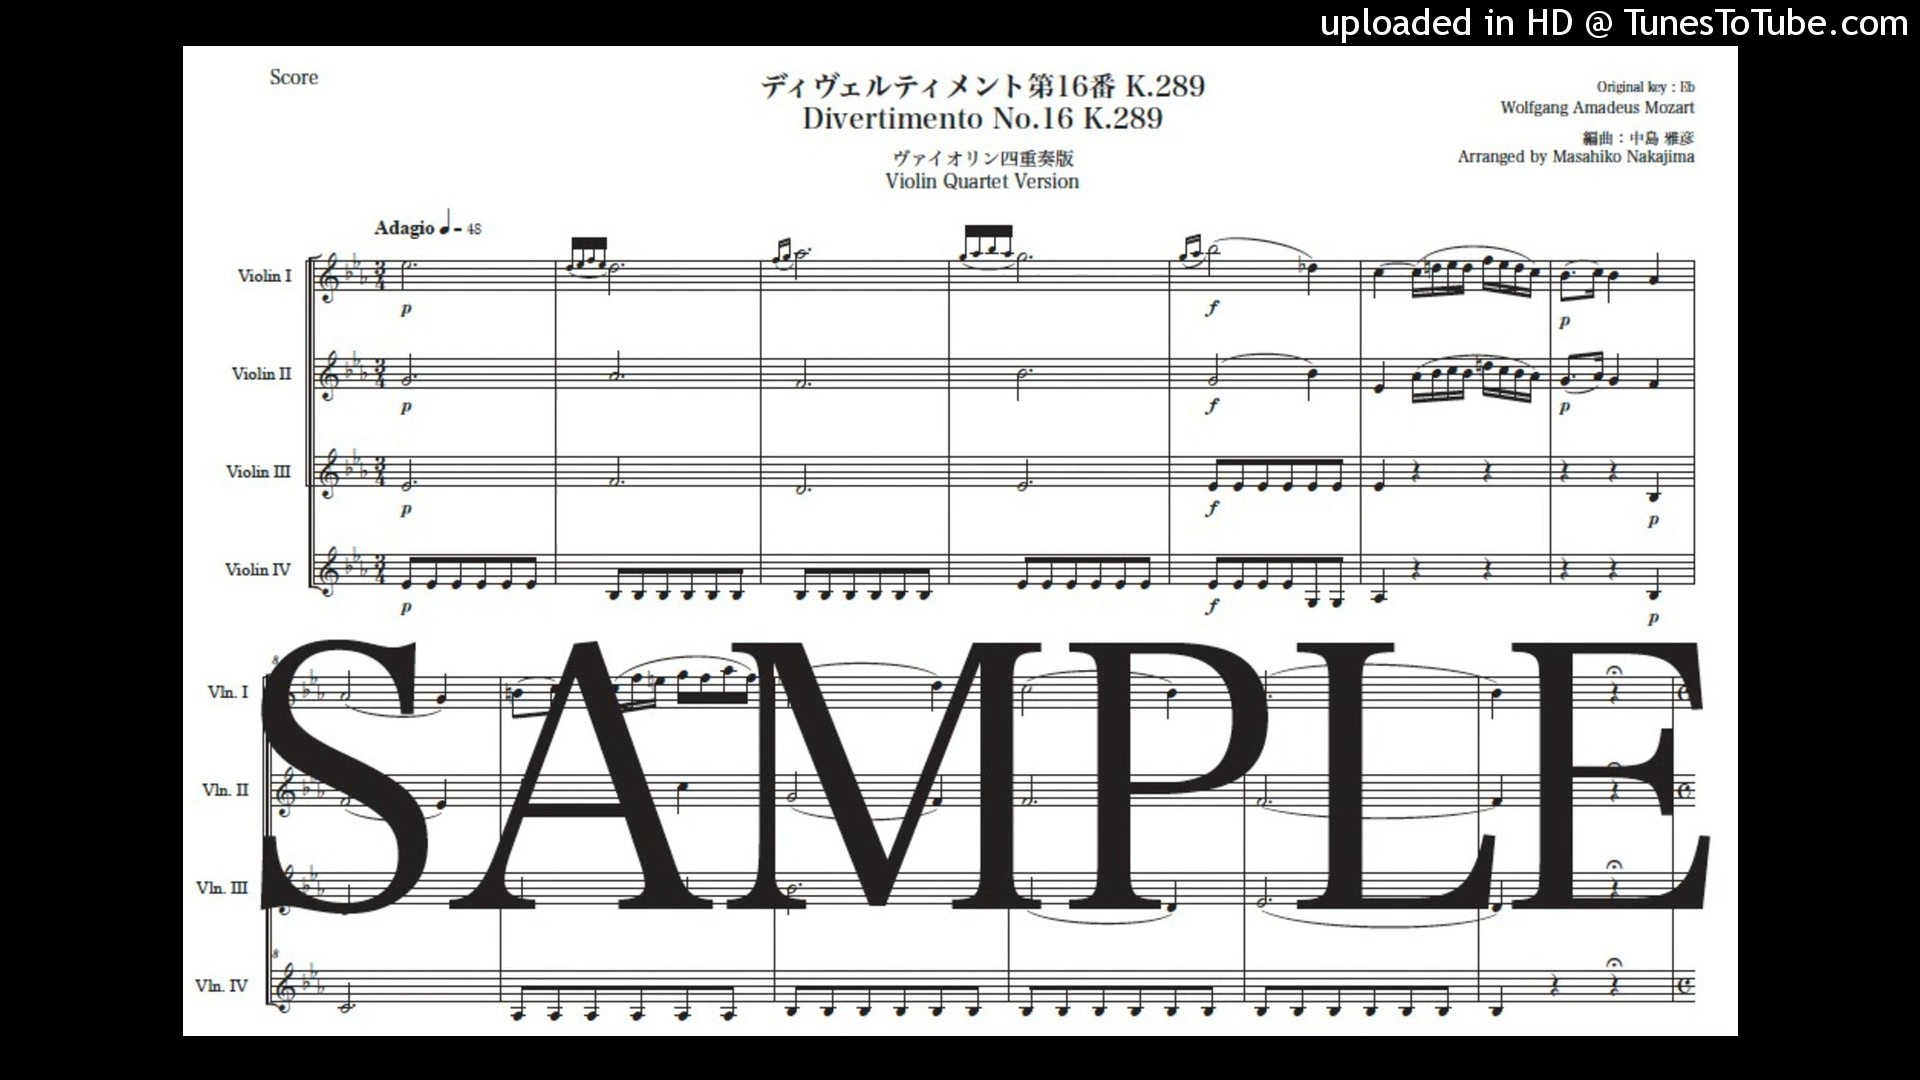 uploaded in HD @ TunesToTube.com
Score
ディヴェルティメント第16番 K.289
Divertimento No.16 K.289
ヴァイオリン四重奏版
Violin Quartet Version
Original key : Eb
Wolfgang Amadeus Mozart
編曲：中島 雅彦
Arranged by Masahiko Nakajima
Adagio ♩= 48
Violin I
p
f
p
Violin II
p
f
p
Violin III
p
f
p
Violin IV
p
f
p
8
Vln. I
Vln. II
Vln. III
8
Vln. IV
SAMPLE